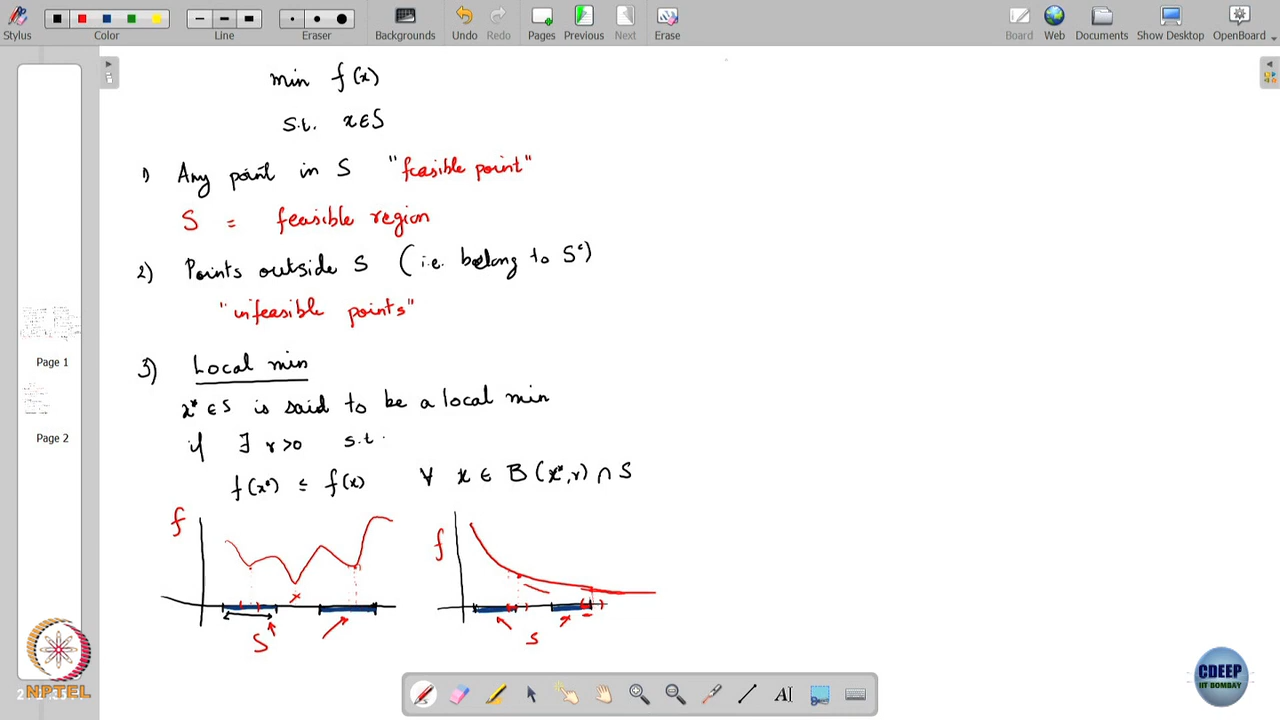 Stylus
Color
Line
Eraser
Backgrounds
Undo
Redo
Pages
Previous
Next
Erase
Board
Web
Documents
Show Desktop
OpenBoard
Page 1
Page 2
min f(x)
s.t. x∈S
1) Any point in S "feasible point"
S = feasible region
2) Points outside S (i.e. belong to Sᶜ)
"infeasible points"
3) Local min
x* ∈ S is said to be a local min
if ∃ r>0 s.t.
f(x*) ≤ f(x) ∀ x ∈ B(x*,r) ∩ S
f
S
f
S
NPTEL
CDEEP
IIT BOMBAY